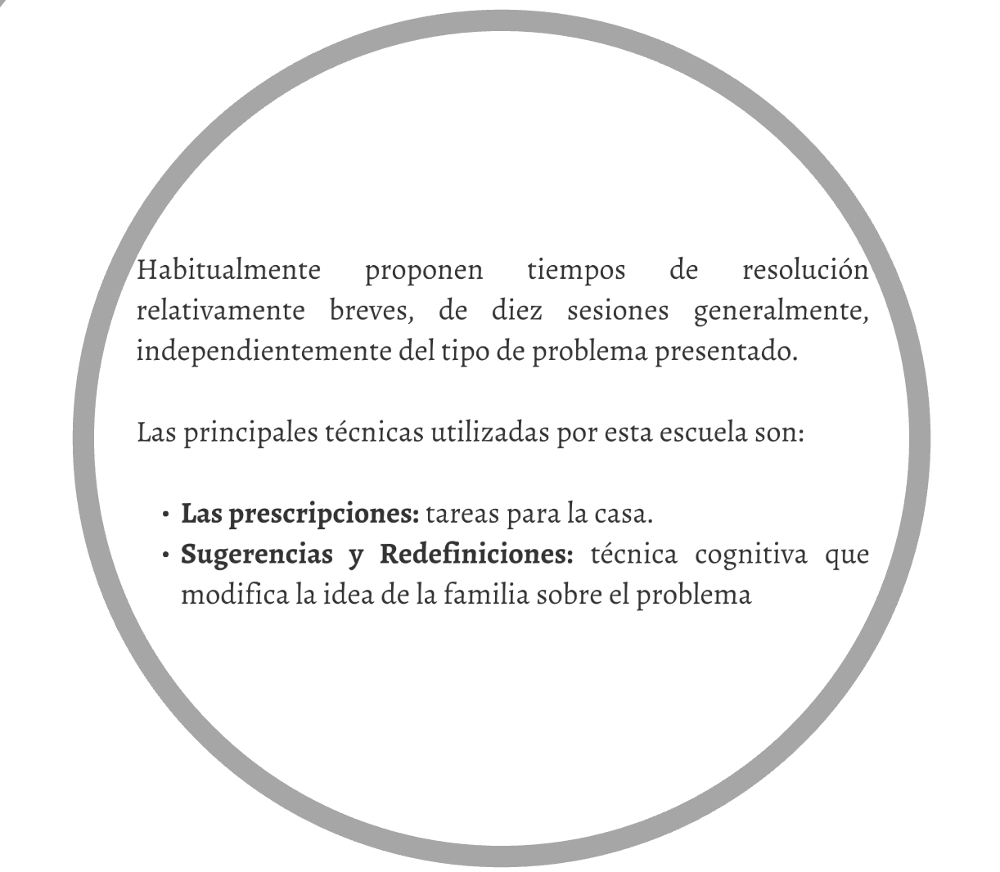 Habitualmente proponen tiempos de resolución
relativamente breves, de diez sesiones generalmente,
independientemente del tipo de problema presentado.
Las principales técnicas utilizadas por esta escuela son:
• Las prescripciones: tareas para la casa.
• Sugerencias y Redefiniciones: técnica cognitiva que
modifica la idea de la familia sobre el problema